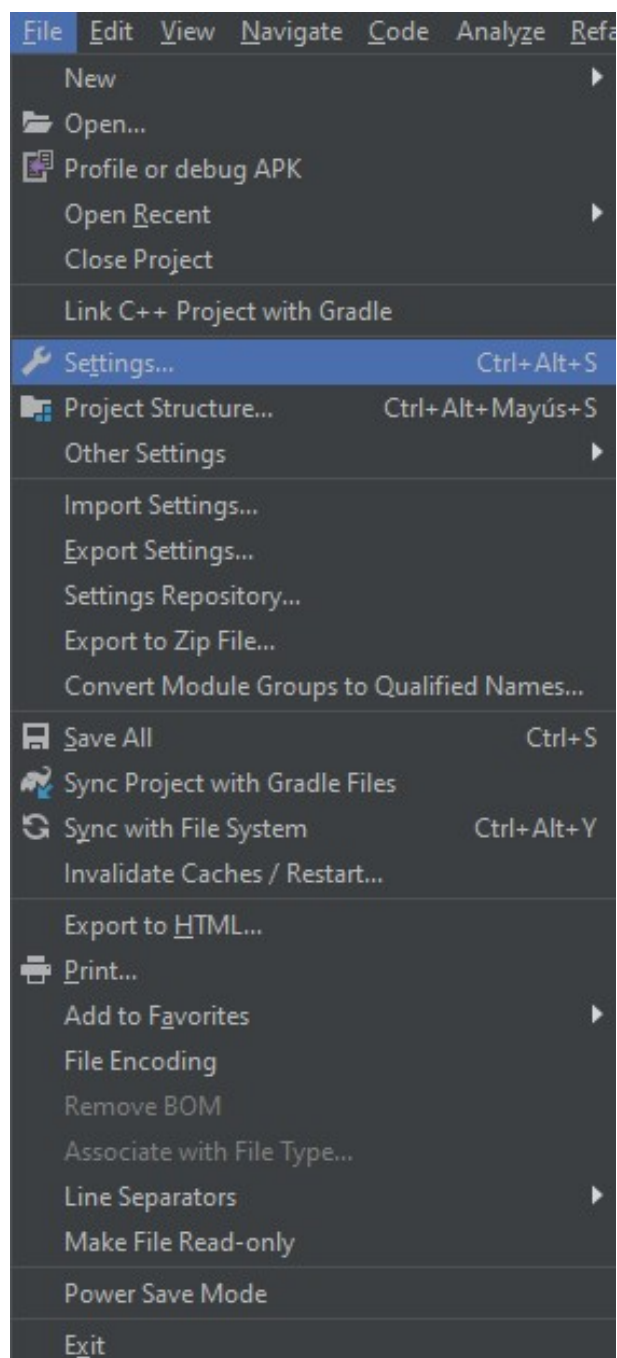 File Edit View Navigate Code Analyze Refa
New
Open...
Profile or debug APK
Open Recent
Close Project
Link C++ Project with Gradle
Settings... Ctrl+Alt+S
Project Structure... Ctrl+Alt+Mayús+S
Other Settings
Import Settings...
Export Settings...
Settings Repository...
Export to Zip File...
Convert Module Groups to Qualified Names...
Save All Ctrl+S
Sync Project with Gradle Files
Sync with File System Ctrl+Alt+Y
Invalidate Caches / Restart...
Export to HTML...
Print...
Add to Favorites
File Encoding
Remove BOM
Associate with File Type...
Line Separators
Make File Read-only
Power Save Mode
Exit